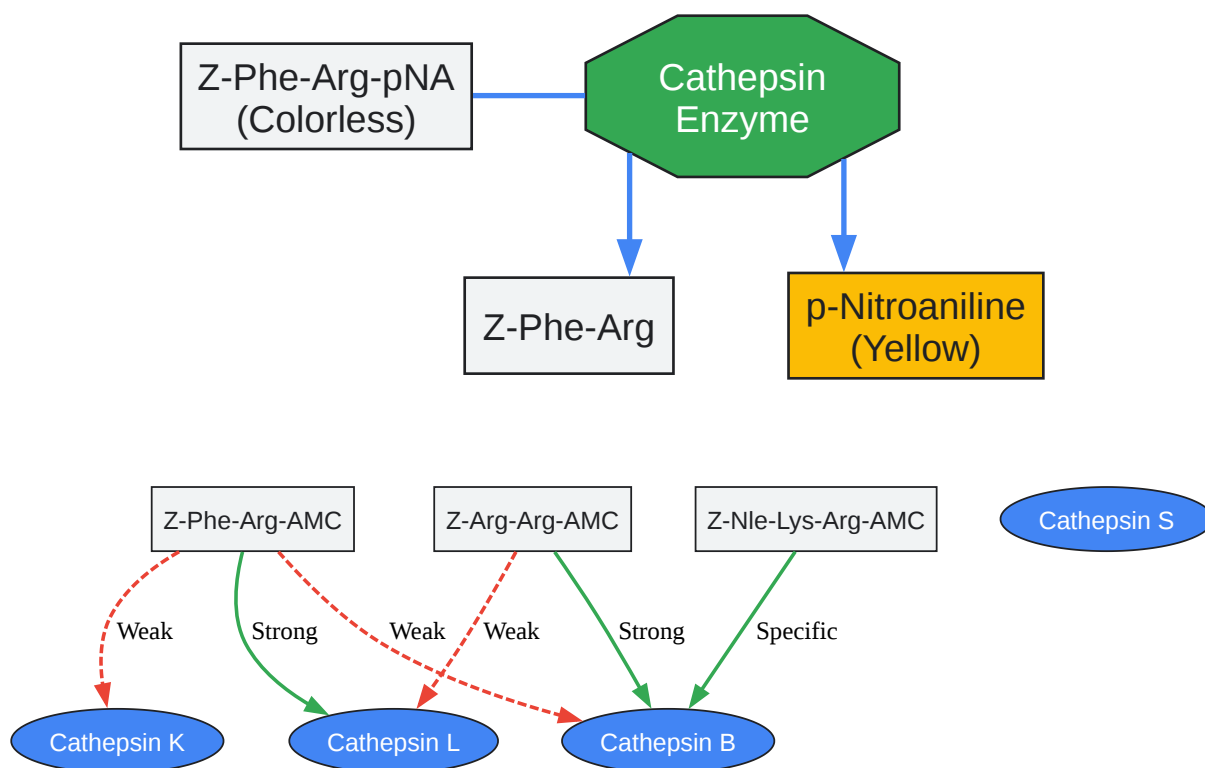 Z-Phe-Arg-pNA
(Colorless)
Cathepsin
Enzyme
Z-Phe-Arg
p-Nitroaniline
(Yellow)
Z-Phe-Arg-AMC
Z-Arg-Arg-AMC
Z-Nle-Lys-Arg-AMC
Cathepsin S
Weak
Strong
Weak
Weak
Strong
Specific
Cathepsin K
Cathepsin L
Cathepsin B